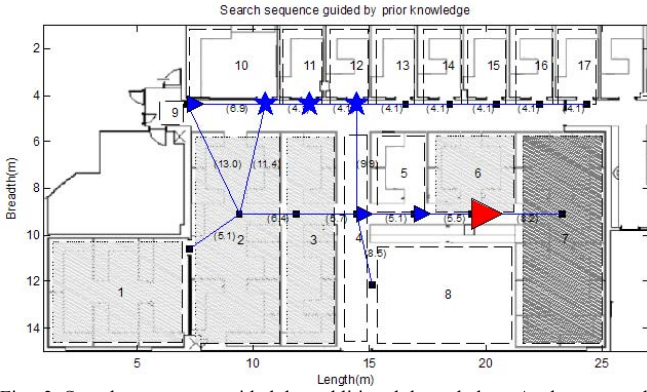 Search sequence guided by prior knowledge
2
4
6
8
10
12
14
Breadth(m)
10 11 12 13 14 15 16 17
(6.9) (4.1) (4.1) (4.1) (4.1) (4.1) (4.1)
9
(13.0) (11.4) (9.9)
5 6
(6.4) (5.7) (5.1) (5.5) (8.2)
(5.1) 2 3 4 7
(8.5)
1 8
5 10 15 20 25
Length(m)